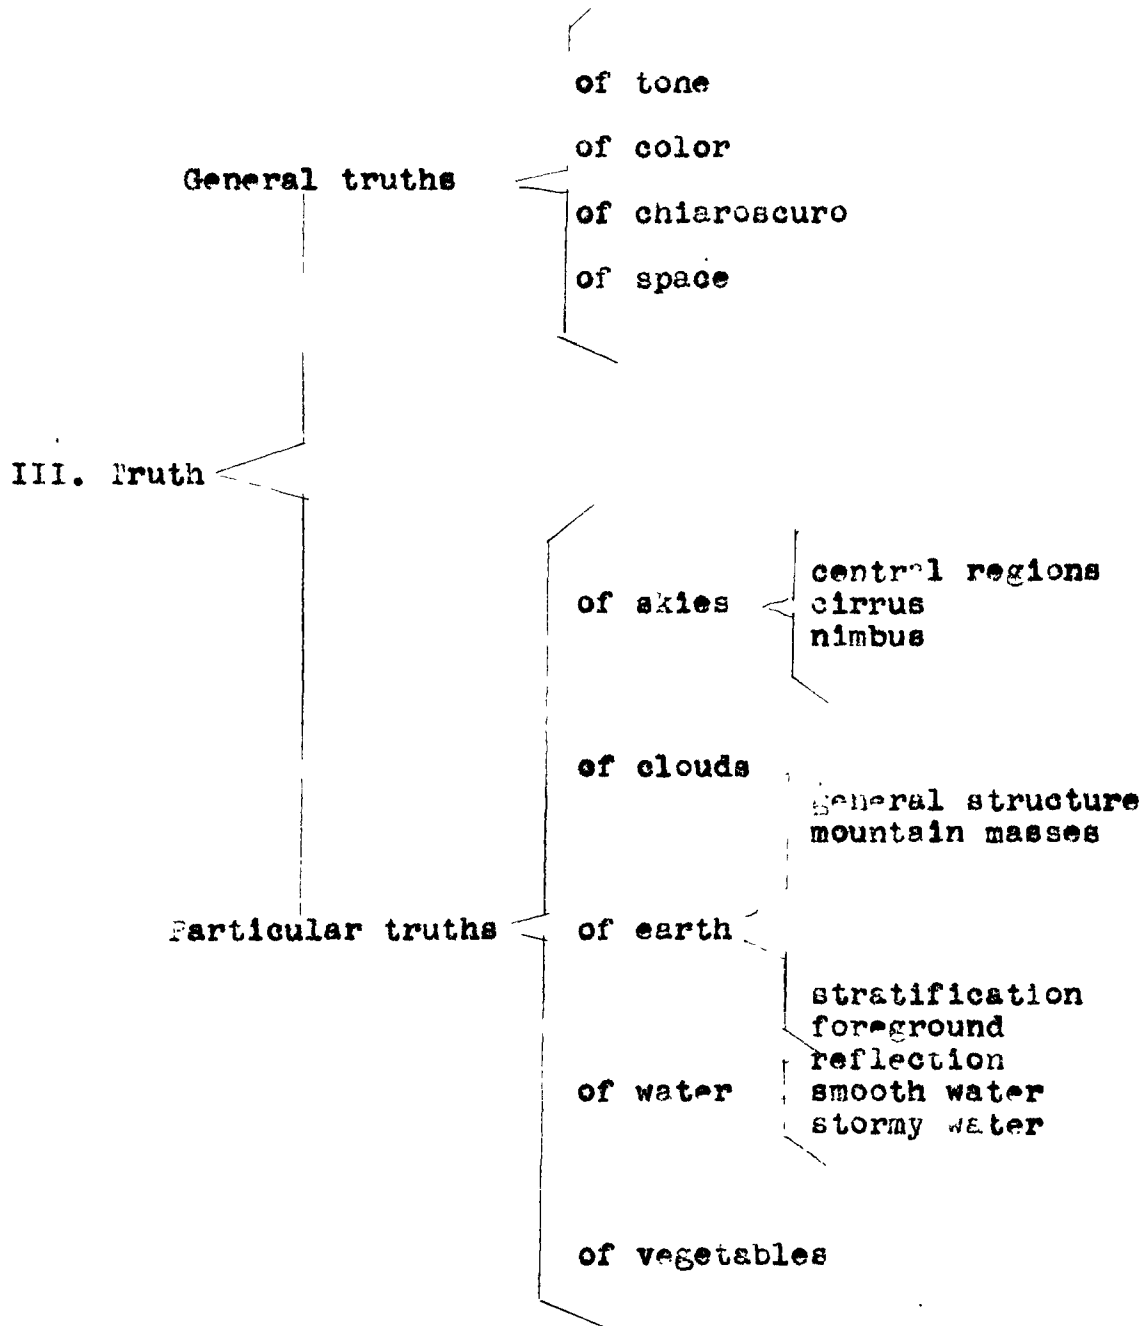 of tone
of color
General truths
of chiaroscuro
of space
III. Truth
central regions
of skies
cirrus
nimbus
of clouds
general structure
mountain masses
Particular truths
of earth
stratification
foreground
reflection
of water
smooth water
stormy water
of vegetables